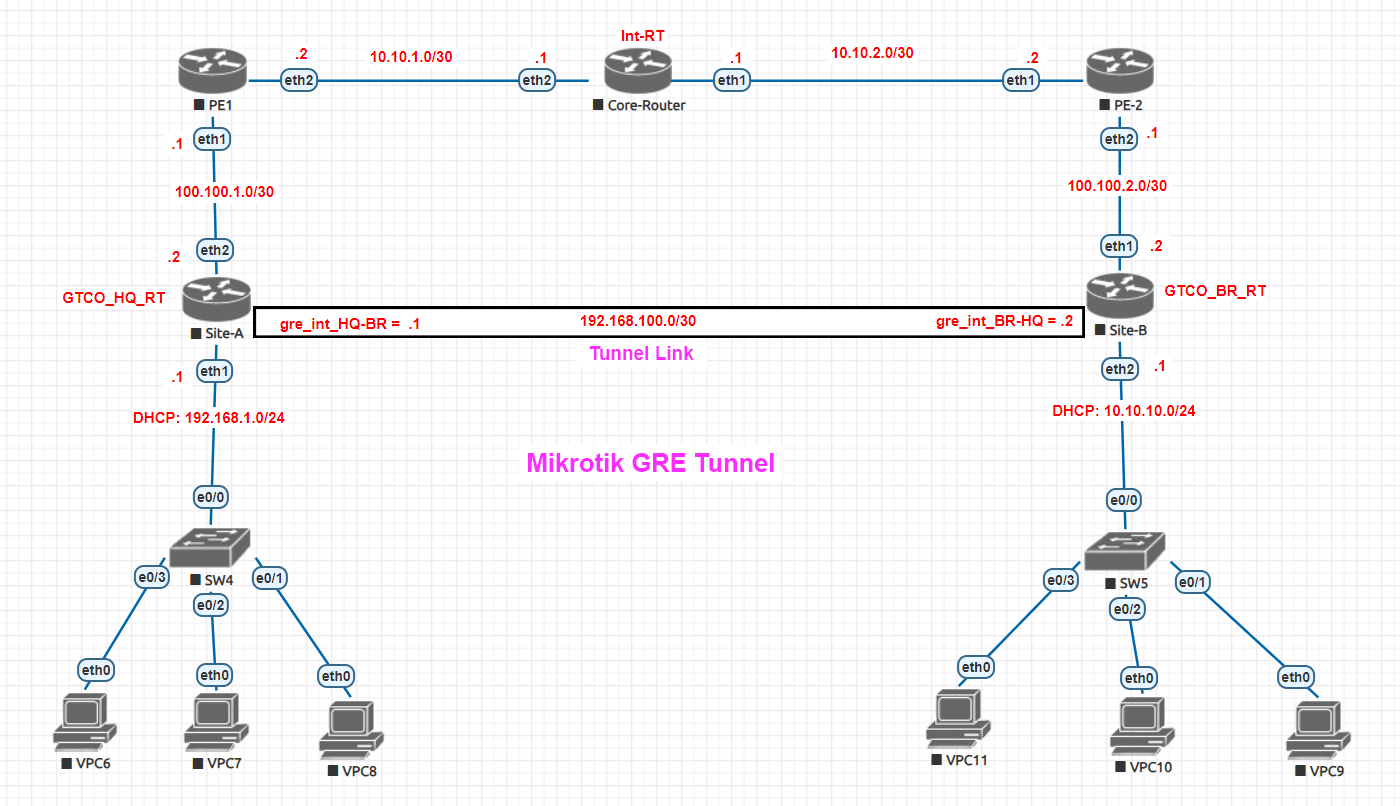 Int-RT
.2
10.10.1.0/30
.1
.1
10.10.2.0/30
.2
eth2
eth2
eth1
eth1
PE1
Core-Router
PE-2
.1
eth1
eth2
.1
100.100.1.0/30
100.100.2.0/30
.2
eth2
eth1
.2
GTCO_HQ_RT
GTCO_BR_RT
Site-A
gre_int_HQ-BR = .1
192.168.100.0/30
gre_int_BR-HQ = .2
Site-B
Tunnel Link
.1
eth1
eth2
.1
DHCP: 192.168.1.0/24
DHCP: 10.10.10.0/24
Mikrotik GRE Tunnel
e0/0
e0/0
e0/3
SW4
e0/1
e0/2
e0/3
SW5
e0/1
e0/2
eth0
eth0
eth0
eth0
eth0
eth0
VPC6
VPC7
VPC8
VPC11
VPC10
VPC9